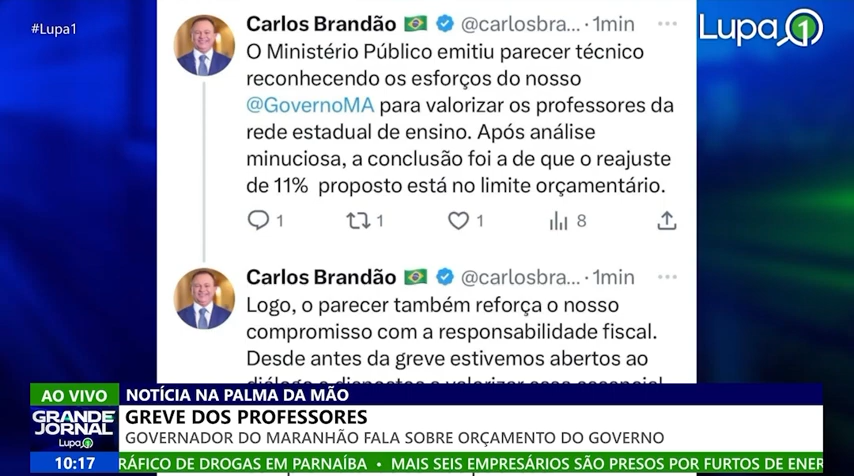 #Lupa1
Lupa1
Carlos Brandão @carlosbra... · 1min
O Ministério Público emitiu parecer técnico
reconhecendo os esforços do nosso
@GovernoMA para valorizar os professores da
rede estadual de ensino. Após análise
minuciosa, a conclusão foi a de que o reajuste
de 11% proposto está no limite orçamentário.
1 1 1 8
Carlos Brandão @carlosbra... · 1min
Logo, o parecer também reforça o nosso
compromisso com a responsabilidade fiscal.
Desde antes da greve estivemos abertos ao
AO VIVO NOTÍCIA NA PALMA DA MÃO
GRANDE JORNAL Lupa1
GREVE DOS PROFESSORES
GOVERNADOR DO MARANHÃO FALA SOBRE ORÇAMENTO DO GOVERNO
10:17 RÁFICO DE DROGAS EM PARNAÍBA • MAIS SEIS EMPRESÁRIOS SÃO PRESOS POR FURTOS DE ENER